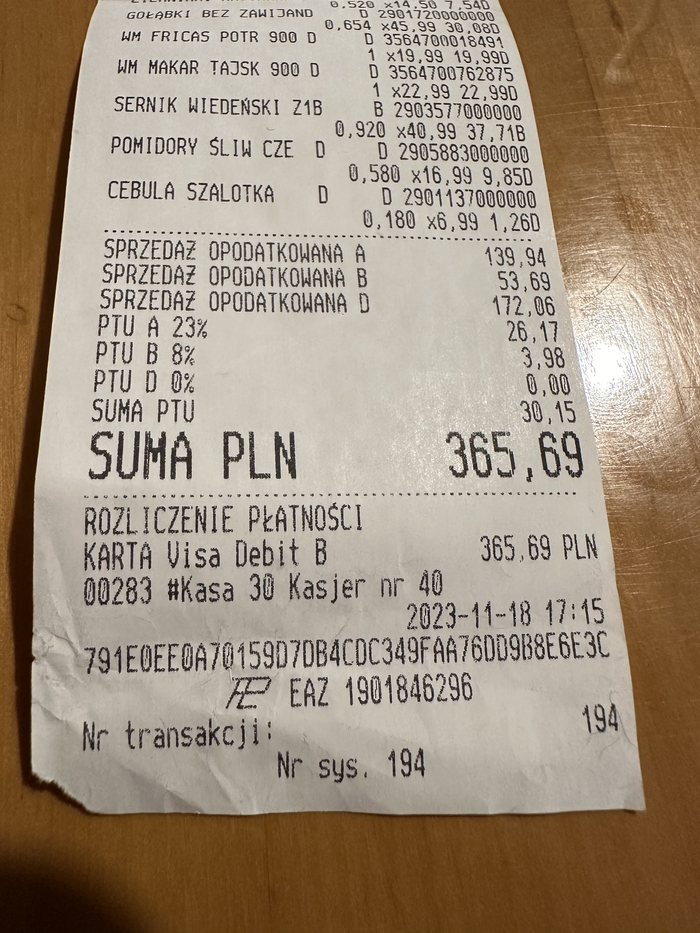 0,520 x14,50 7,54D
GOŁĄBKI BEZ ZAWIJAND D 2901720000000
0,654 x45,99 30,08D
WM FRICAS POTR 900 D D 3564700018491
1 x19,99 19,99D
WM MAKAR TAJSK 900 D D 3564700762875
1 x22,99 22,99D
SERNIK WIEDEŃSKI Z1B B 2903577000000
0,920 x40,99 37,71B
POMIDORY ŚLIW CZE D D 2905883000000
0,580 x16,99 9,85D
CEBULA SZALOTKA D D 2901137000000
0,180 x6,99 1,26D
SPRZEDAŻ OPODATKOWANA A 139,94
SPRZEDAŻ OPODATKOWANA B 53,69
SPRZEDAŻ OPODATKOWANA D 172,06
PTU A 23% 26,17
PTU B 8% 3,98
PTU D 0% 0,00
SUMA PTU 30,15
SUMA PLN 365,69
ROZLICZENIE PŁATNOŚCI
KARTA Visa Debit B 365,69 PLN
00283 #Kasa 30 Kasjer nr 40
2023-11-18 17:15
791E0EE0A70159D7DB4CDC349FAA76DD9B8E6E3C
EAZ 1901846296
Nr transakcji: 194
Nr sys. 194